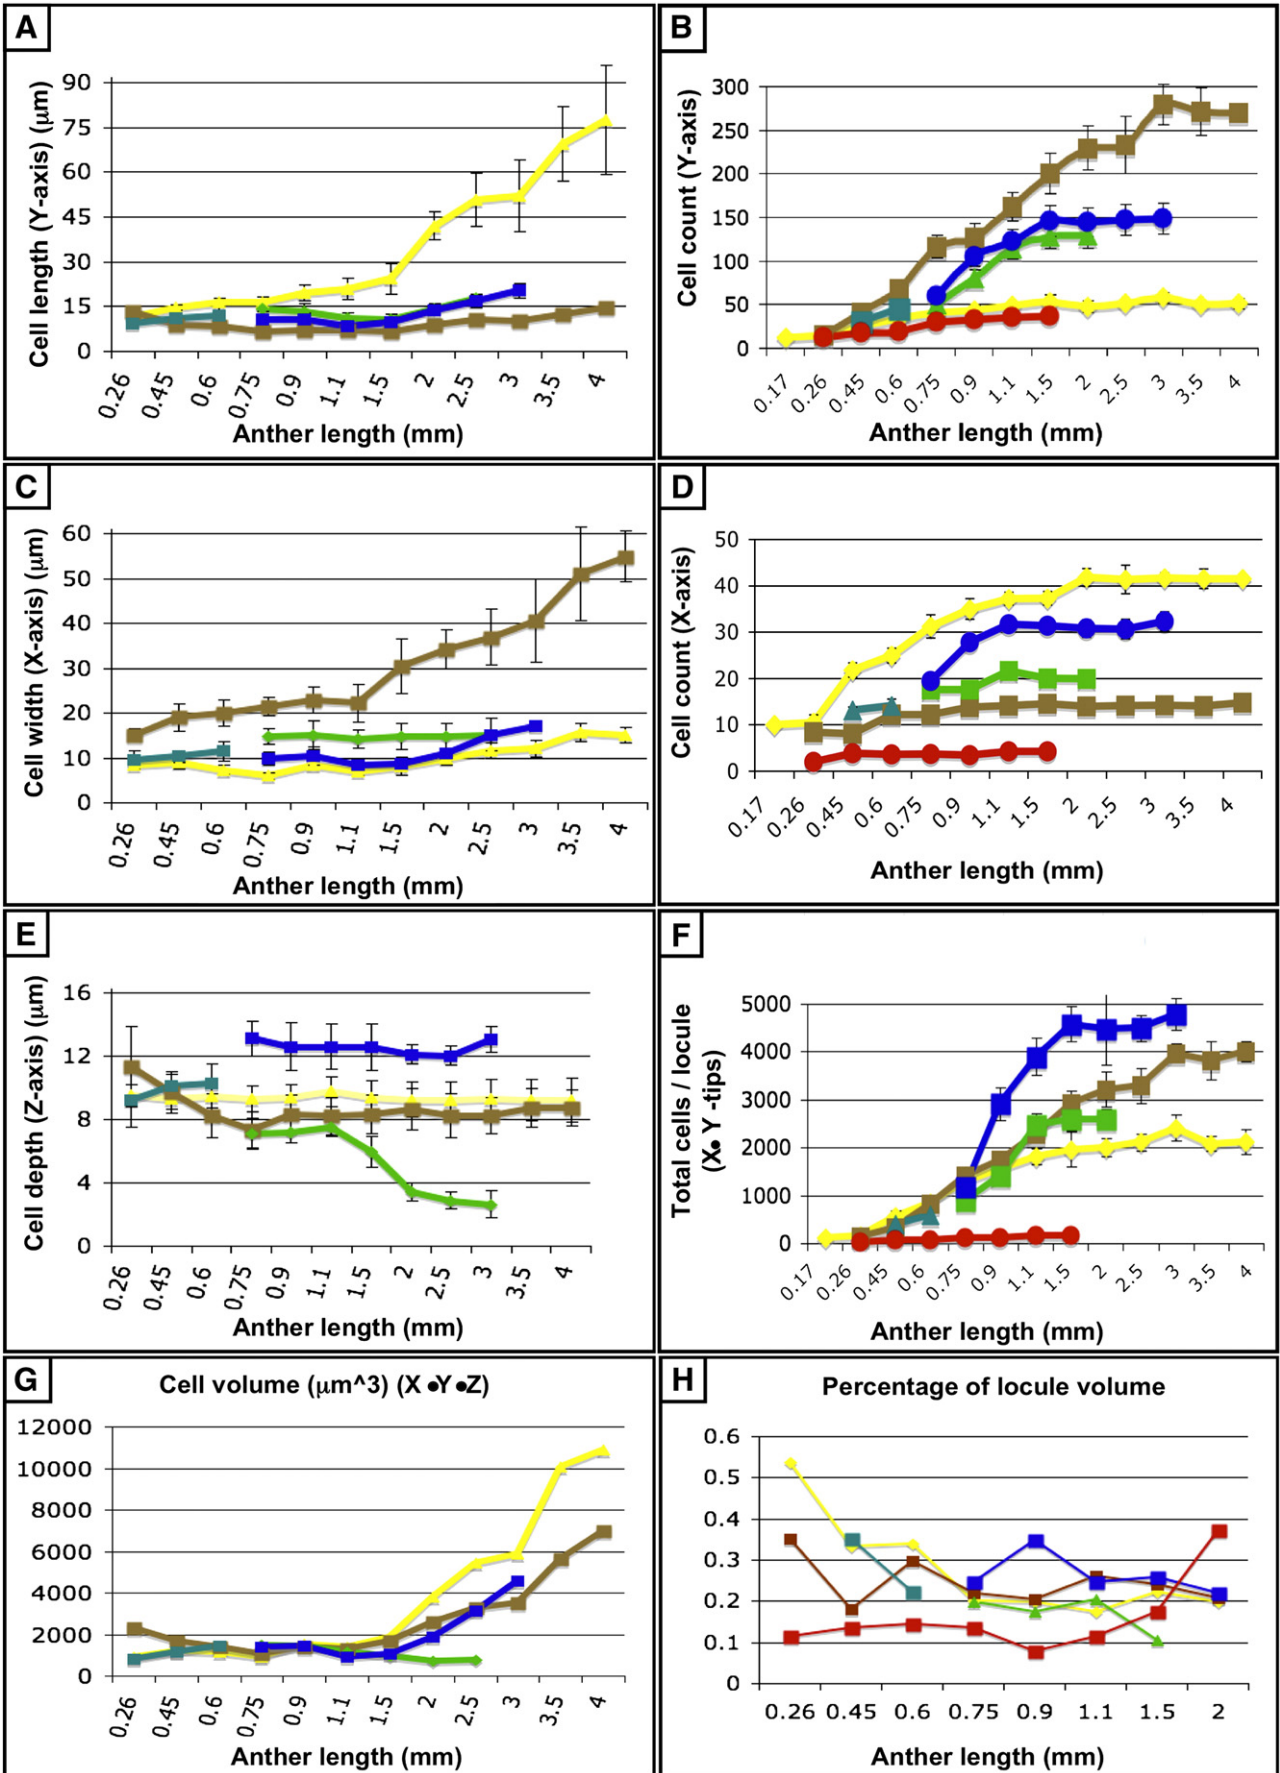 A
Cell length (Y-axis) (μm)
90
75
60
45
30
15
0
0.26 0.45 0.6 0.75 0.9 1.1 1.5 2 2.5 3 3.5 4
Anther length (mm)
B
Cell count (Y-axis)
300
250
200
150
100
50
0
0.17 0.26 0.45 0.6 0.75 0.9 1.1 1.5 2 2.5 3 3.5 4
Anther length (mm)
C
Cell width (X-axis) (μm)
60
50
40
30
20
10
0
0.26 0.45 0.6 0.75 0.9 1.1 1.5 2 2.5 3 3.5 4
Anther length (mm)
D
Cell count (X-axis)
50
40
30
20
10
0
0.17 0.26 0.45 0.6 0.75 0.9 1.1 1.5 2 2.5 3 3.5 4
Anther length (mm)
E
Cell depth (Z-axis) (μm)
16
12
8
4
0
0.26 0.45 0.6 0.75 0.9 1.1 1.5 2 2.5 3 3.5 4
Anther length (mm)
F
Total cells / locule
(X•Y -tips)
5000
4000
3000
2000
1000
0
0.17 0.26 0.45 0.6 0.75 0.9 1.1 1.5 2 2.5 3 3.5 4
Anther length (mm)
G
Cell volume (μm^3) (X •Y•Z)
12000
10000
8000
6000
4000
2000
0
0.26 0.45 0.6 0.75 0.9 1.1 1.5 2 2.5 3 3.5 4
Anther length (mm)
H
Percentage of locule volume
0.6
0.5
0.4
0.3
0.2
0.1
0
0.26 0.45 0.6 0.75 0.9 1.1 1.5 2
Anther length (mm)